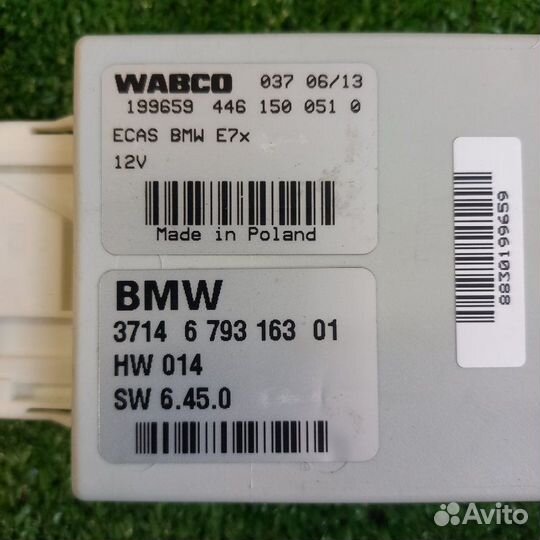 WABCO 037 06/13
199659 446 150 051 0
ECAS BMW E7x
12V
Made in Poland
BMW
3714 6 793 163 01
HW 014
SW 6.45.0
8830199659
Avito